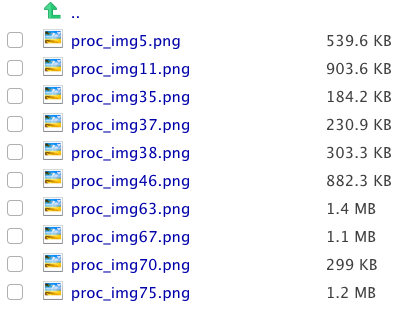 ..
proc_img5.png 539.6 KB
proc_img11.png 903.6 KB
proc_img35.png 184.2 KB
proc_img37.png 230.9 KB
proc_img38.png 303.3 KB
proc_img46.png 882.3 KB
proc_img63.png 1.4 MB
proc_img67.png 1.1 MB
proc_img70.png 299 KB
proc_img75.png 1.2 MB